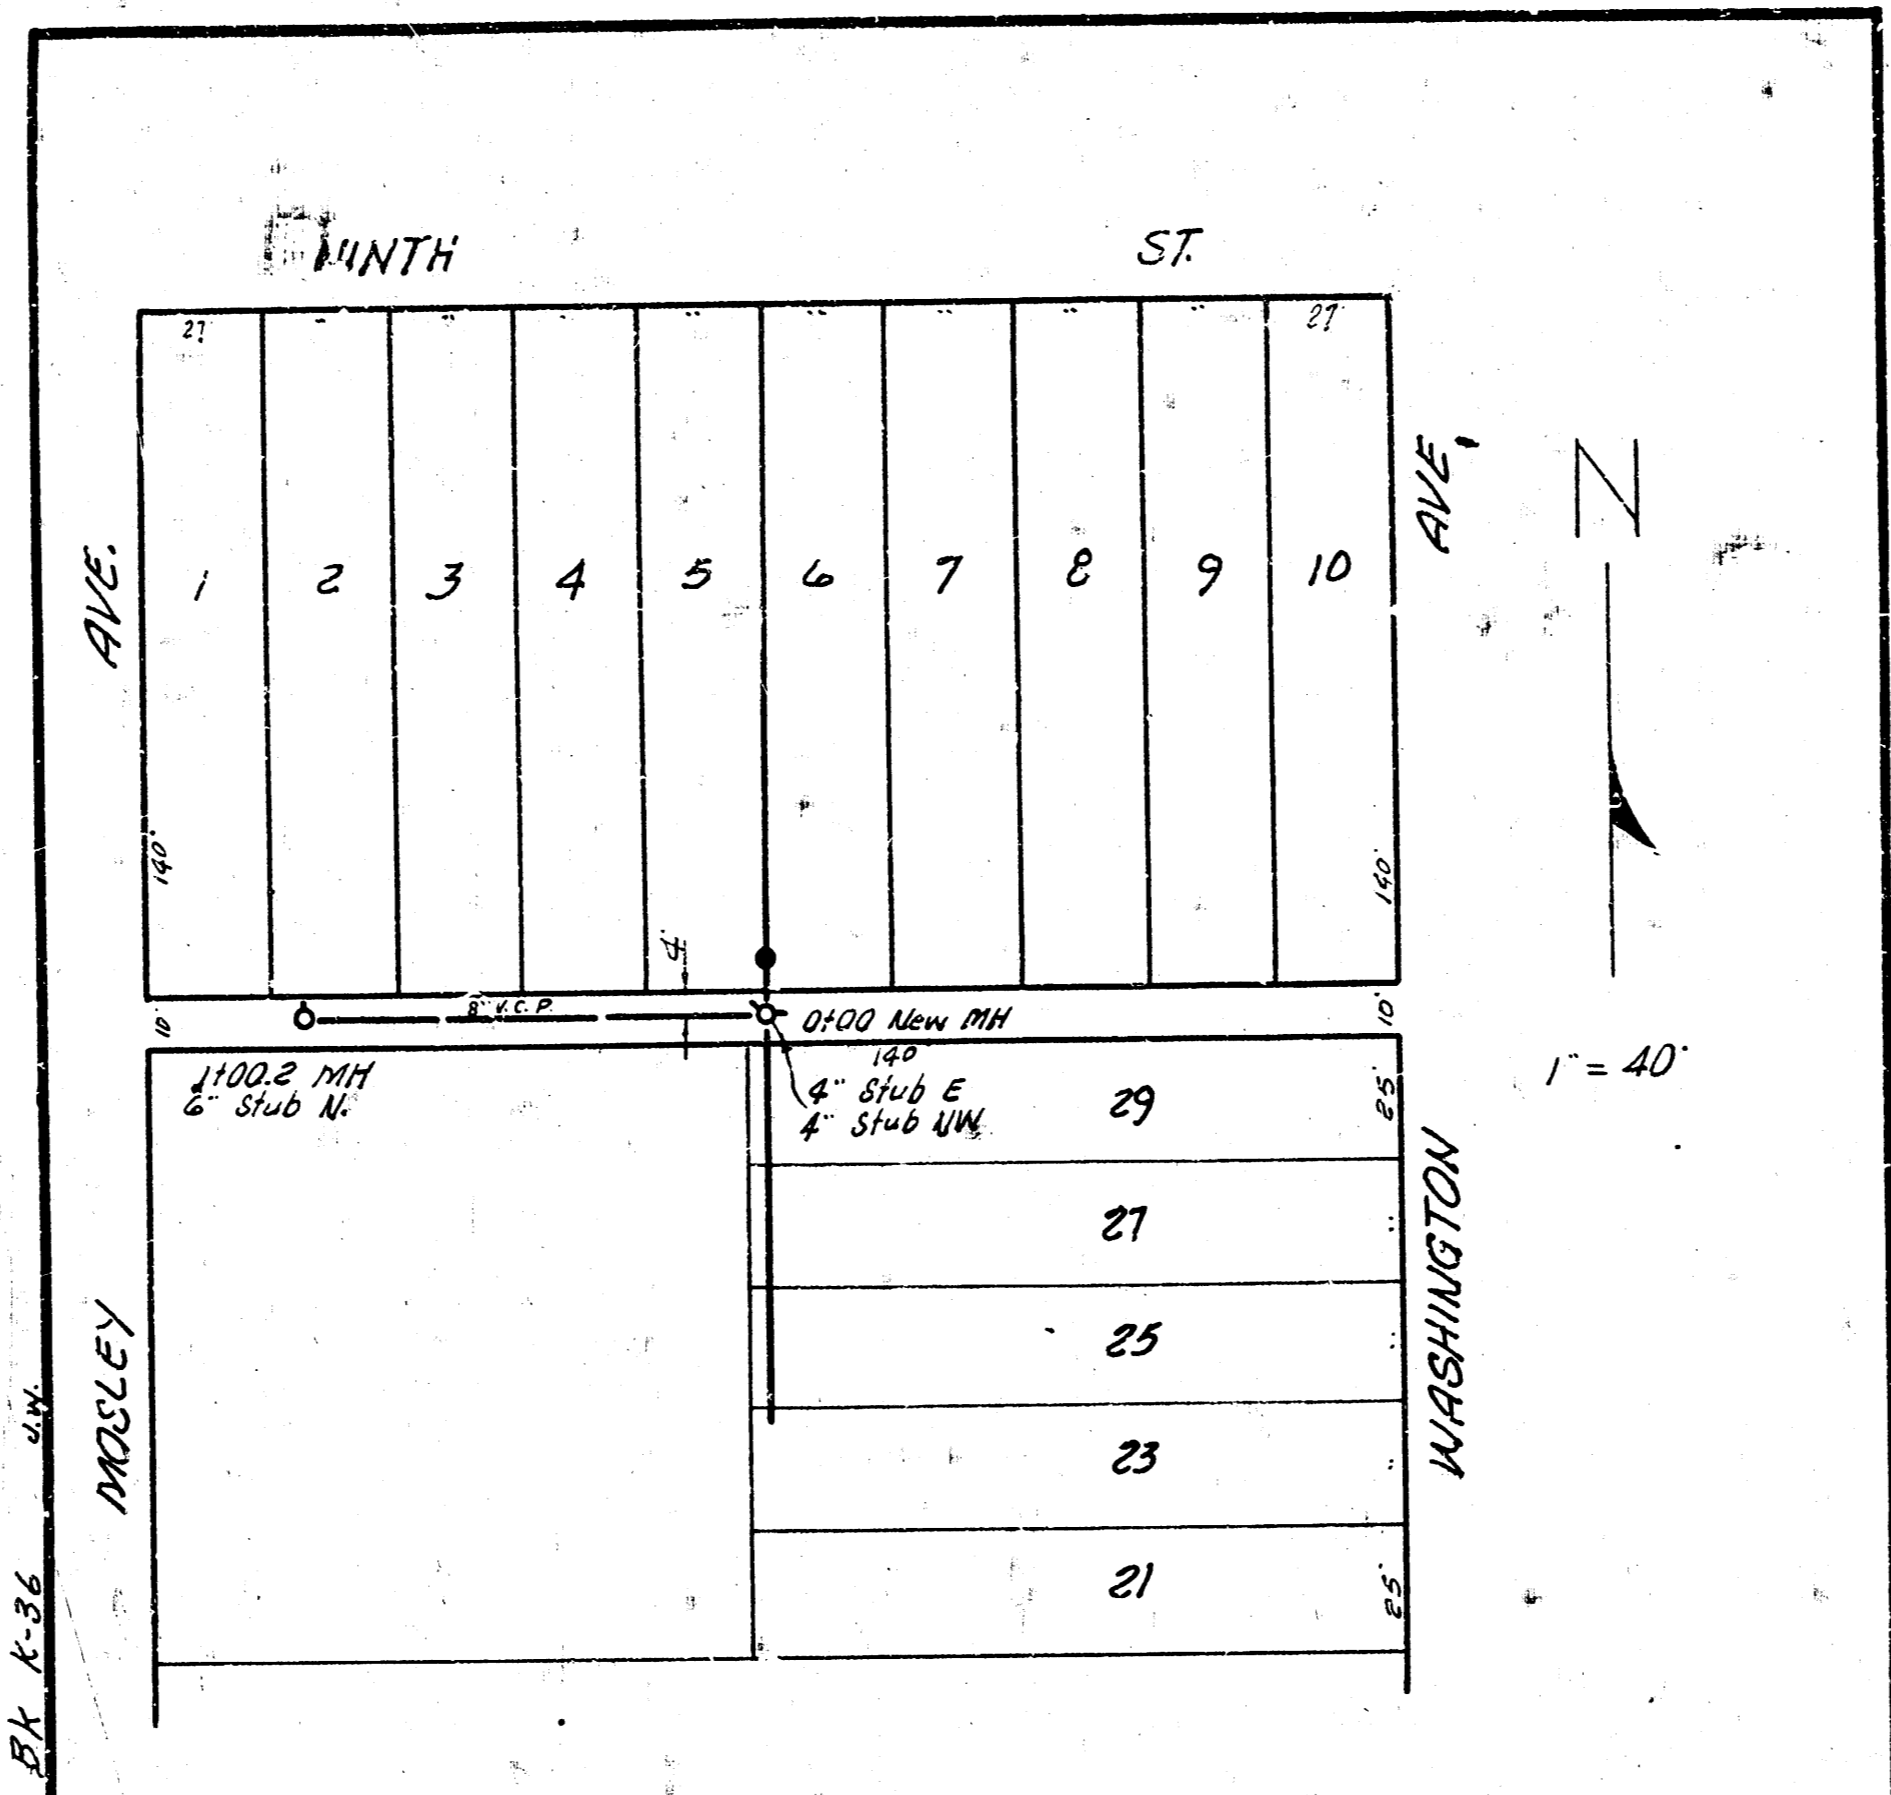 NINTH ST.
27' " " " " " " " " 27'
AVE.
1 2 3 4 5 6 7 8 9 10
AVE.
N
140'
140'
4'
10'
8" V.C.P.
0+00 New MH
10'
1+00.2 MH
6" Stub N.
140
4" Stub E
4" Stub NW
29
25'
1" = 40'
27
"
25
"
23
"
21
25'
MOSLEY
WASHINGTON
BK K-36 J.W.